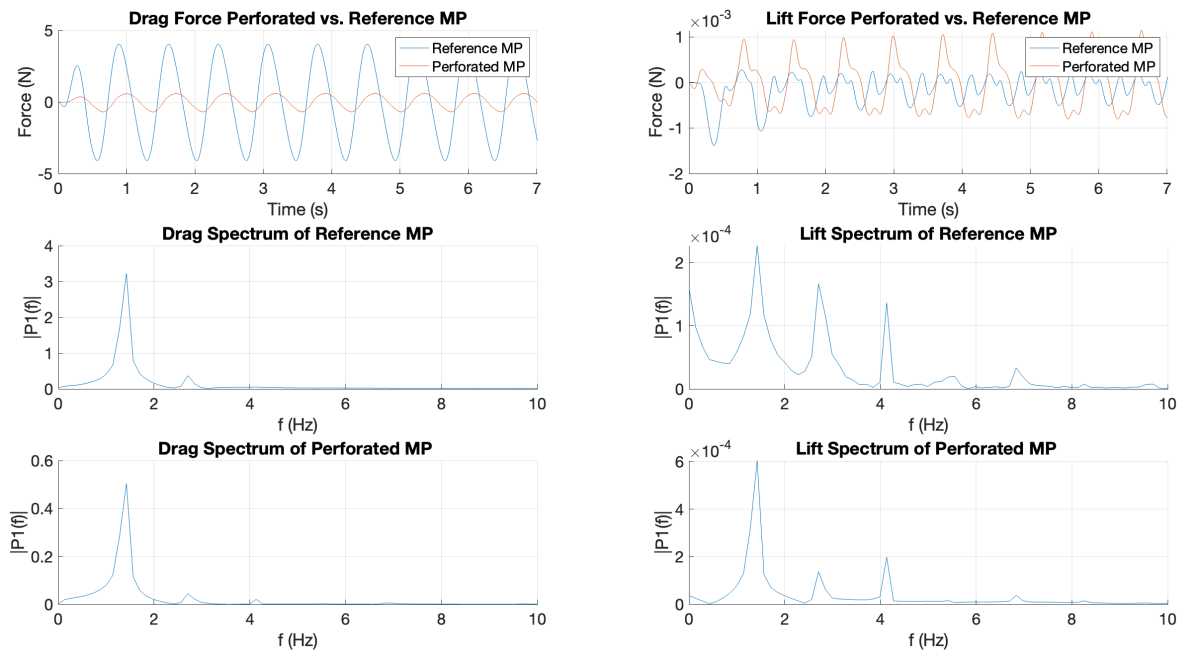 Drag Force Perforated vs. Reference MP
5
0
-5
Force (N)
Reference MP
Perforated MP
0 1 2 3 4 5 6 7
Time (s)
Lift Force Perforated vs. Reference MP
×10⁻³
1
0
-1
-2
Force (N)
Reference MP
Perforated MP
0 1 2 3 4 5 6 7
Time (s)
Drag Spectrum of Reference MP
4
3
2
1
0
|P1(f)|
0 2 4 6 8 10
f (Hz)
Lift Spectrum of Reference MP
×10⁻⁴
2
1
0
|P1(f)|
0 2 4 6 8 10
f (Hz)
Drag Spectrum of Perforated MP
0.6
0.4
0.2
0
|P1(f)|
0 2 4 6 8 10
f (Hz)
Lift Spectrum of Perforated MP
×10⁻⁴
6
4
2
0
|P1(f)|
0 2 4 6 8 10
f (Hz)